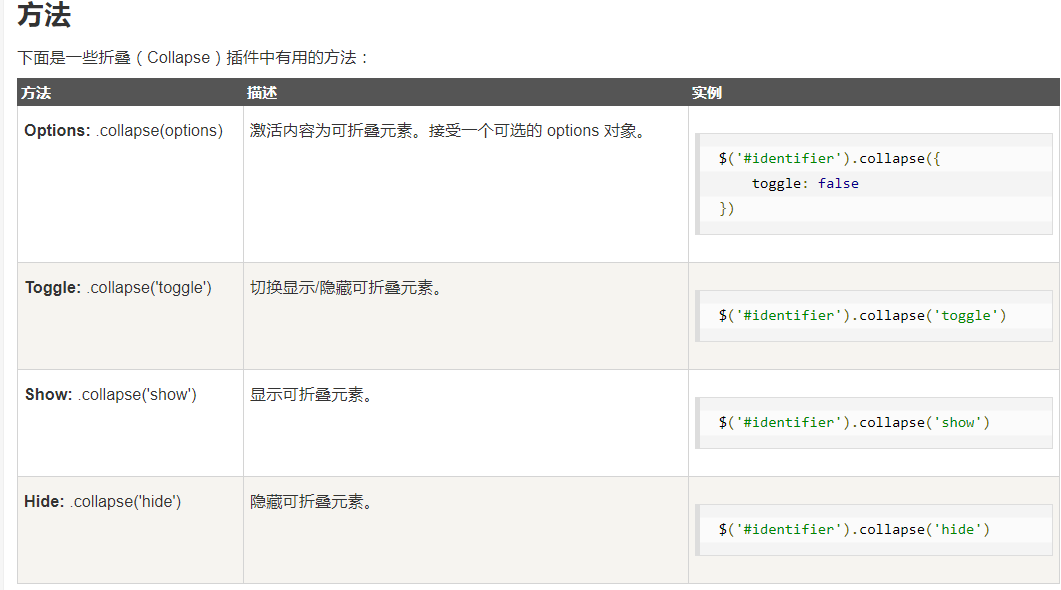 方法
下面是一些折叠（Collapse）插件中有用的方法：
方法 描述 实例
Options: .collapse(options) 激活内容为可折叠元素。接受一个可选的 options 对象。
$('#identifier').collapse({
    toggle: false
})
Toggle: .collapse('toggle') 切换显示/隐藏可折叠元素。
$('#identifier').collapse('toggle')
Show: .collapse('show') 显示可折叠元素。
$('#identifier').collapse('show')
Hide: .collapse('hide') 隐藏可折叠元素。
$('#identifier').collapse('hide')